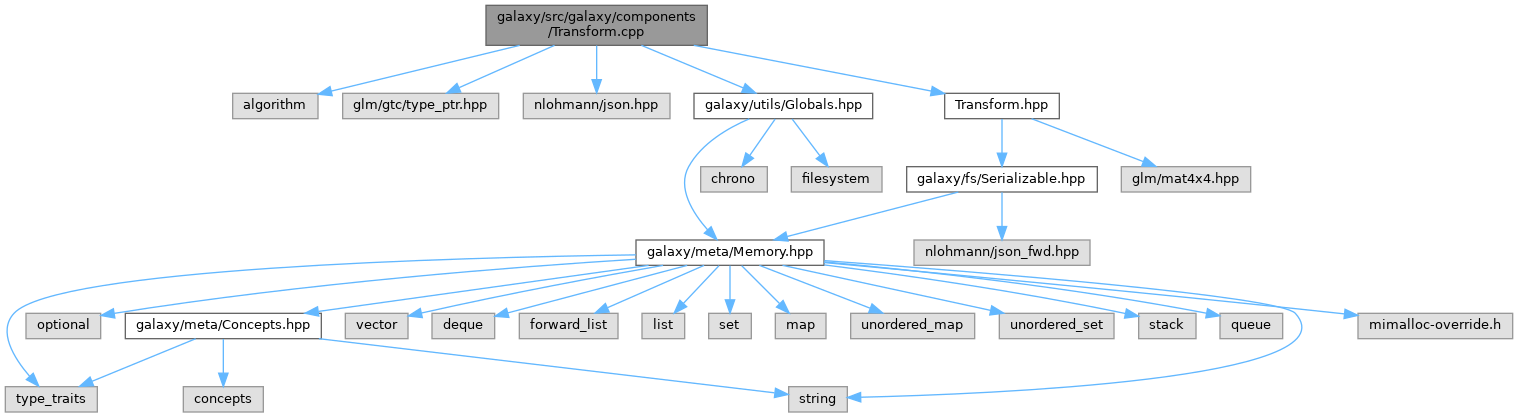 galaxy/src/galaxy/components
/Transform.cpp
algorithm
glm/gtc/type_ptr.hpp
nlohmann/json.hpp
galaxy/utils/Globals.hpp
Transform.hpp
chrono
filesystem
galaxy/fs/Serializable.hpp
glm/mat4x4.hpp
galaxy/meta/Memory.hpp
nlohmann/json_fwd.hpp
optional
galaxy/meta/Concepts.hpp
vector
deque
forward_list
list
set
map
unordered_map
unordered_set
stack
queue
mimalloc-override.h
type_traits
concepts
string